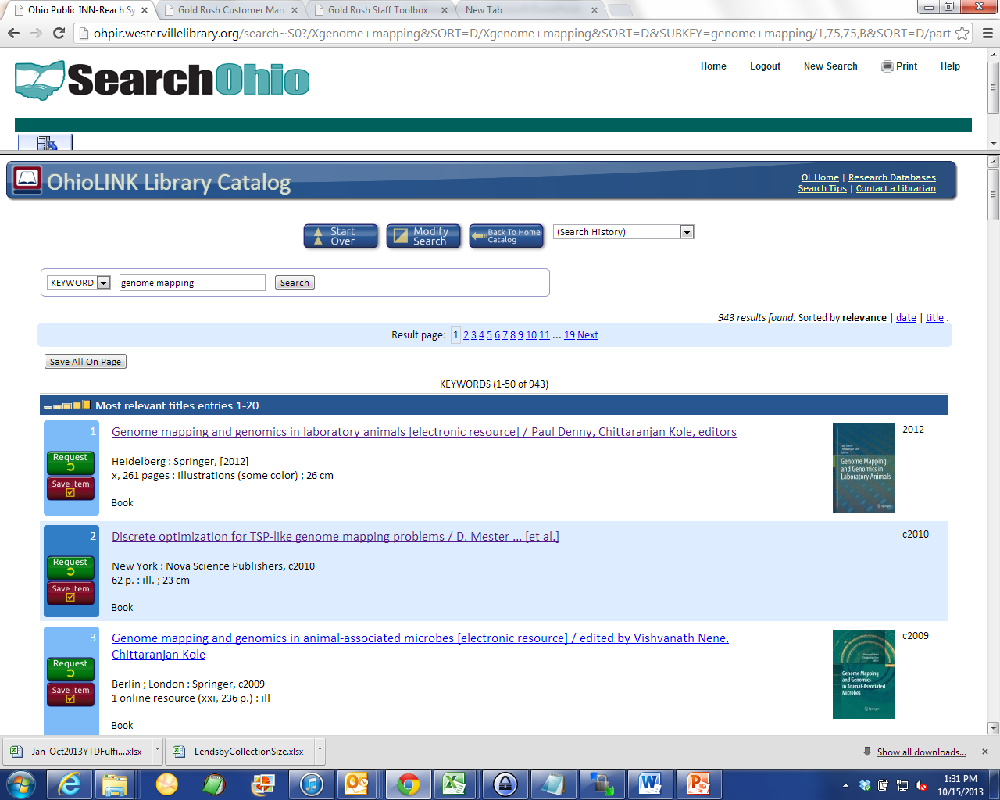 Ohio Public INN-Reach Sy
Gold Rush Customer Man
Gold Rush Staff Toolbox
New Tab
ohpir.westervillelibrary.org/search~S0?/Xgenome+mapping&SORT=D/Xgenome+mapping&SORT=D&SUBKEY=genome+mapping/1,75,75,B&SORT=D/part
SearchOhio
Home Logout New Search Print Help
OhioLINK Library Catalog
OL Home | Research Databases
Search Tips | Contact a Librarian
Start Over
Modify Search
Back To Home Catalog
(Search History)
KEYWORD genome mapping Search
943 results found. Sorted by relevance | date | title .
Result page: 1 2 3 4 5 6 7 8 9 10 11 ... 19 Next
Save All On Page
KEYWORDS (1-50 of 943)
Most relevant titles entries 1-20
1
Request
Save Item
Genome mapping and genomics in laboratory animals [electronic resource] / Paul Denny, Chittaranjan Kole, editors
2012
Heidelberg : Springer, [2012]
x, 261 pages : illustrations (some color) ; 26 cm
Book
Paul Denny
Chittaranjan Kole
Editors
Genome Mapping
and Genomics in
Laboratory Animals
Springer
2
Request
Save Item
Discrete optimization for TSP-like genome mapping problems / D. Mester ... [et al.]
c2010
New York : Nova Science Publishers, c2010
62 p. : ill. ; 23 cm
Book
3
Request
Save Item
Genome mapping and genomics in animal-associated microbes [electronic resource] / edited by Vishvanath Nene,
Chittaranjan Kole
c2009
Berlin ; London : Springer, c2009
1 online resource (xxi, 236 p.) : ill
Book
Genome Mapping
and Genomics
in Animal-Associated
Microbes
Springer
Jan-Oct2013YTDFulfi....xlsx
LendsbyCollectionSize.xlsx
Show all downloads...
1:31 PM
10/15/2013